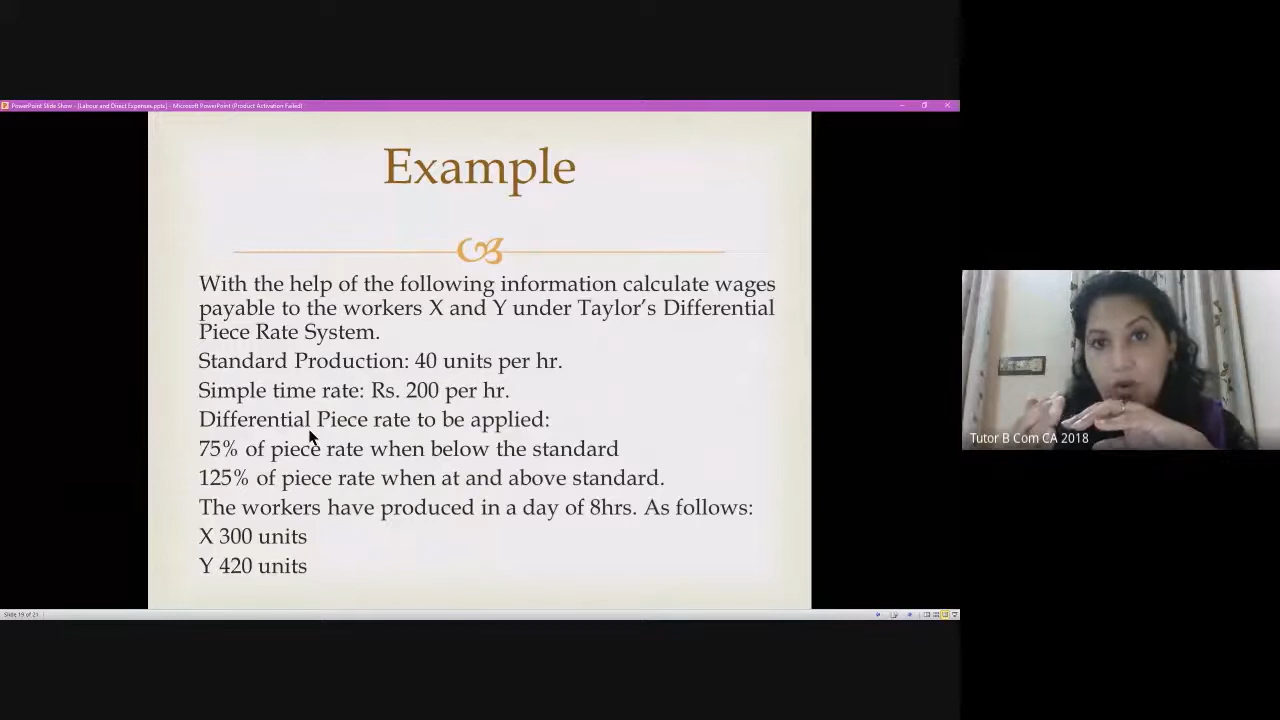 PowerPoint Slide Show - [Labour and Direct Expenses.pptx] - Microsoft PowerPoint (Product Activation Failed)
Example
With the help of the following information calculate wages
payable to the workers X and Y under Taylor’s Differential
Piece Rate System.
Standard Production: 40 units per hr.
Simple time rate: Rs. 200 per hr.
Differential Piece rate to be applied:
75% of piece rate when below the standard
125% of piece rate when at and above standard.
The workers have produced in a day of 8hrs. As follows:
X 300 units
Y 420 units
Tutor B Com CA 2018
Slide 19 of 21